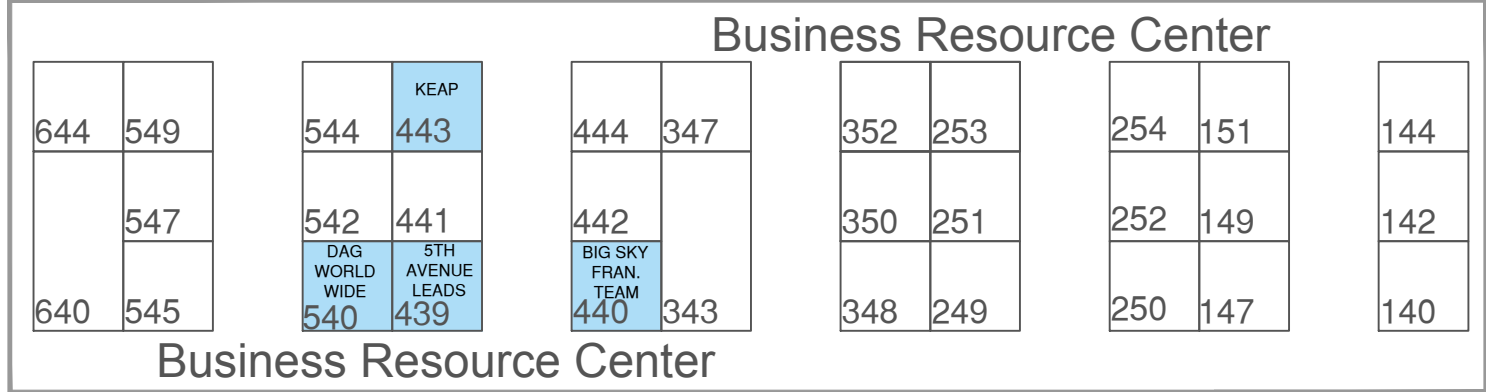 Business Resource Center
KEAP
644 549 544 443 444 347 352 253 254 151 144
547 542 441 442 350 251 252 149 142
DAG
WORLD
WIDE
5TH
AVENUE
LEADS
BIG SKY
FRAN.
TEAM
640 545 540 439 440 343 348 249 250 147 140
Business Resource Center